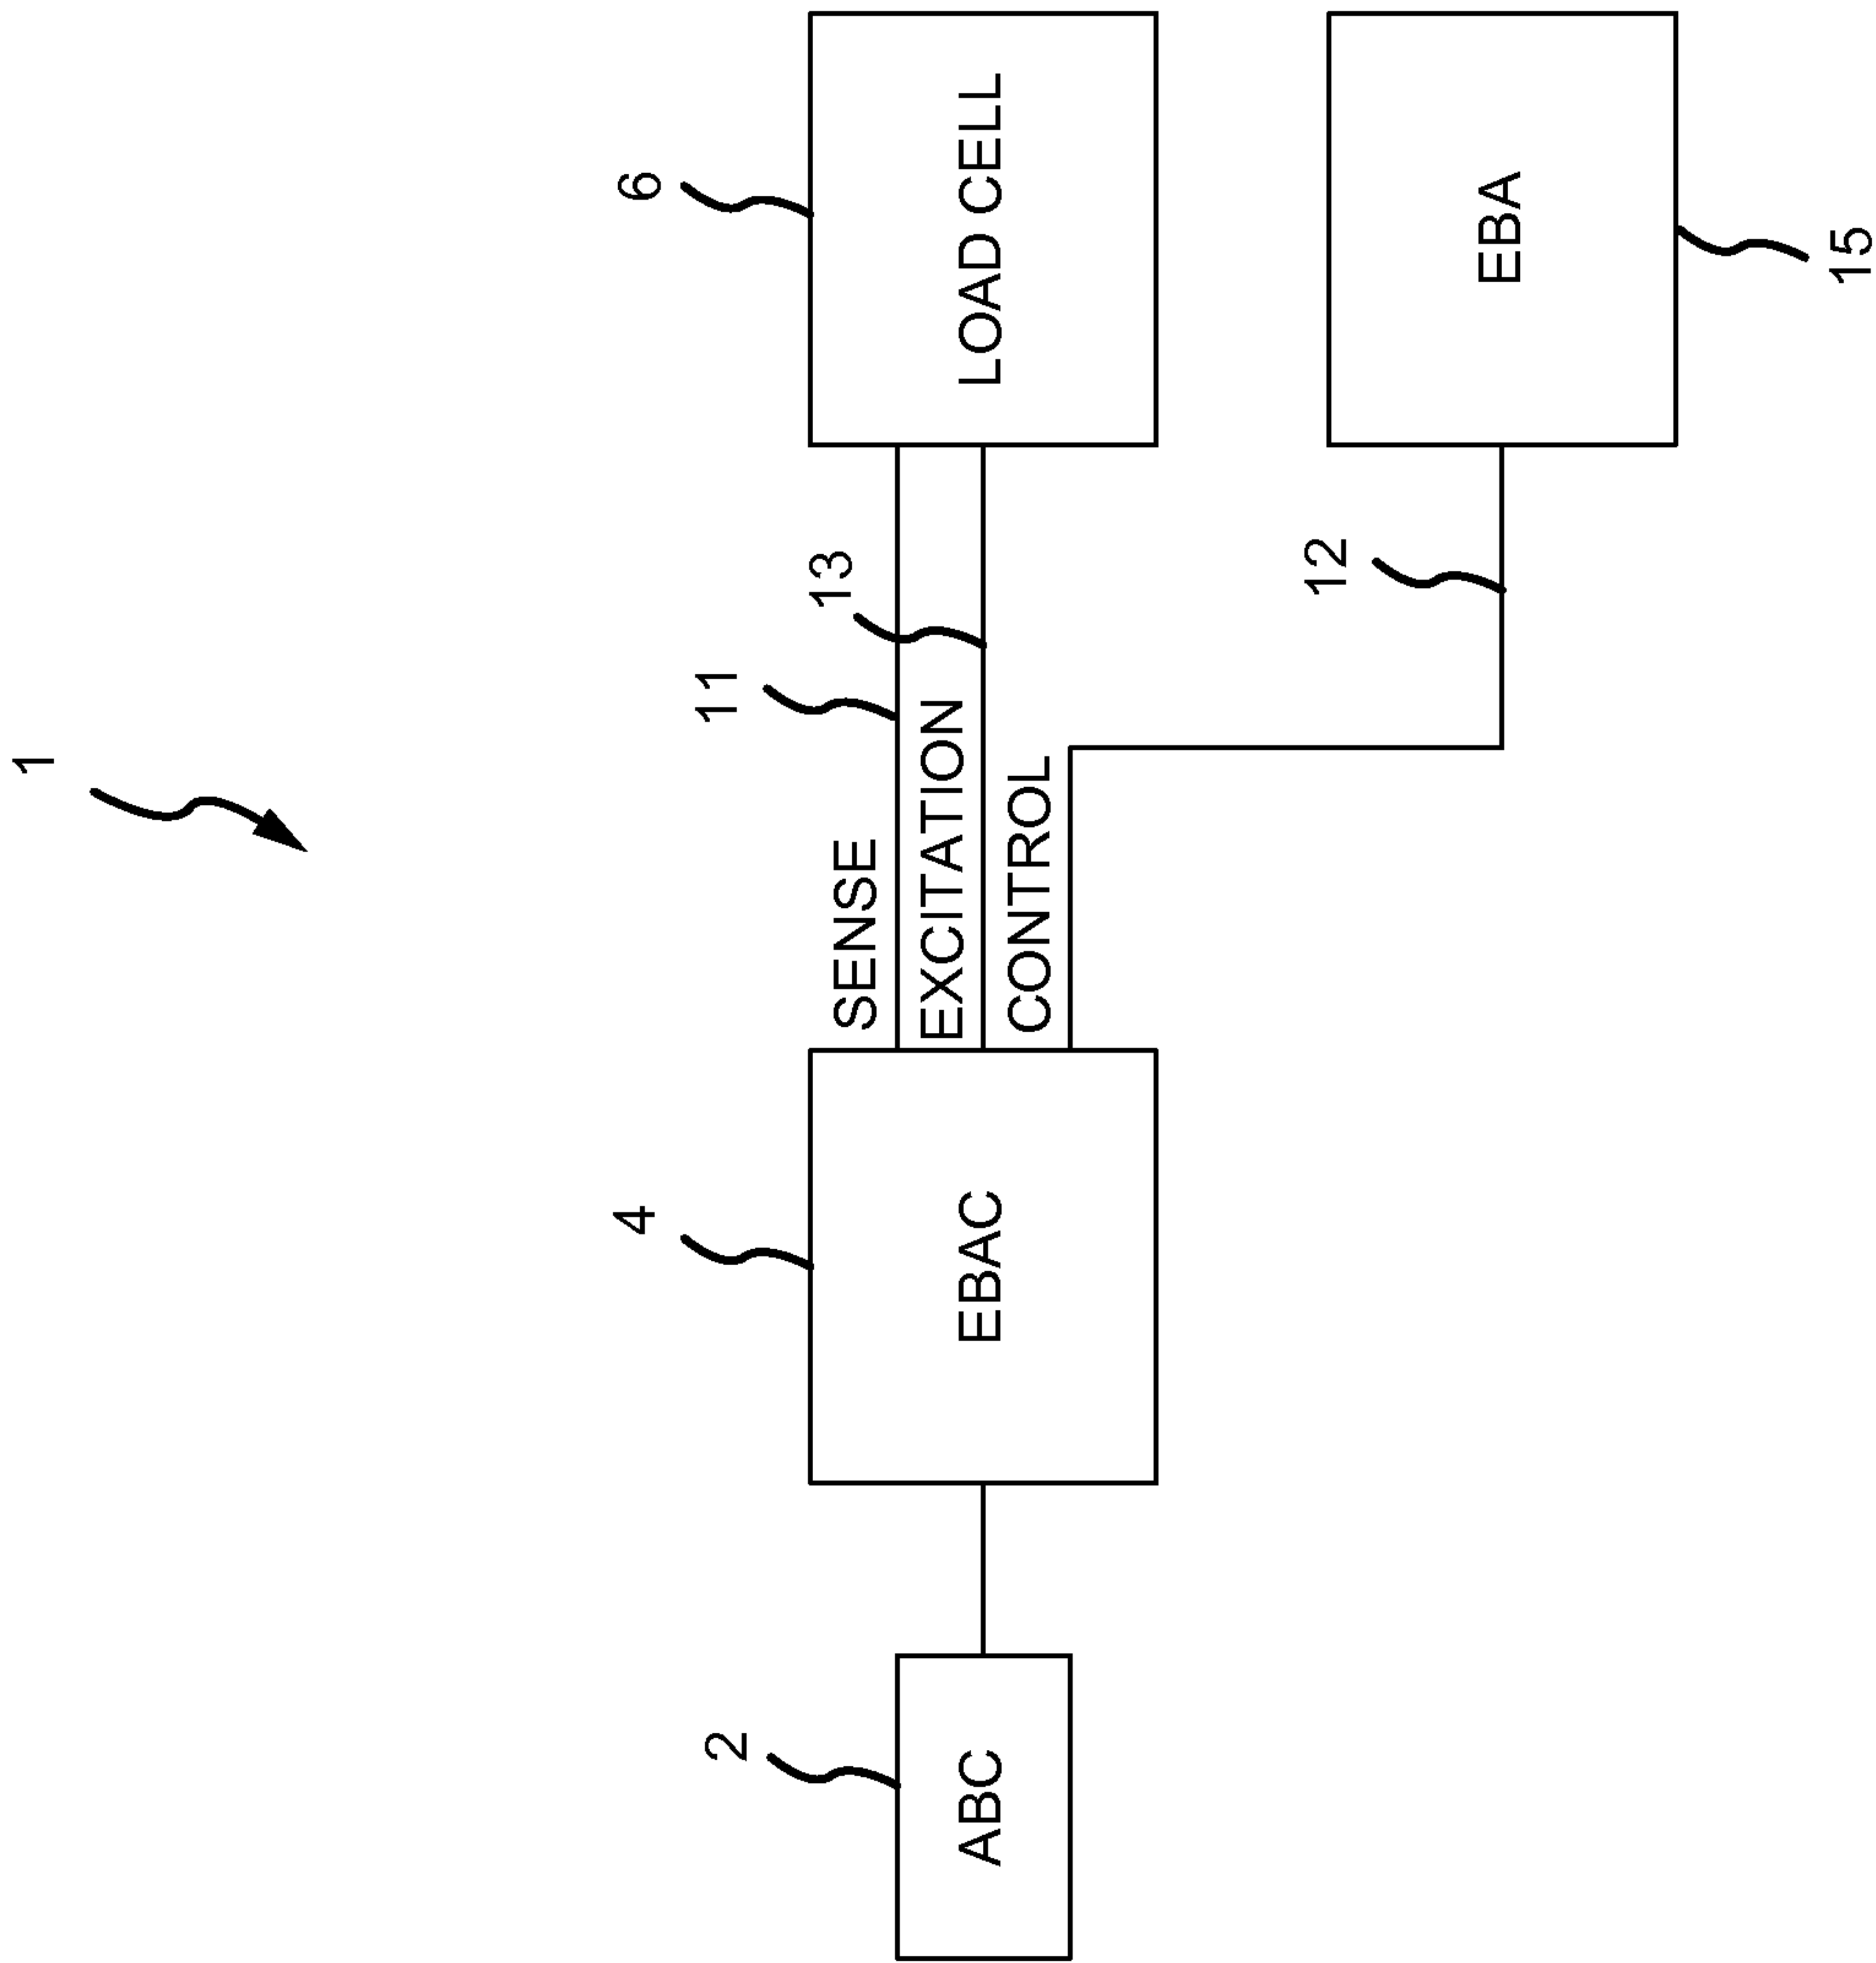 1
2
ABC
4
EBAC
SENSE
11
EXCITATION
13
CONTROL
12
6
LOAD CELL
EBA
15